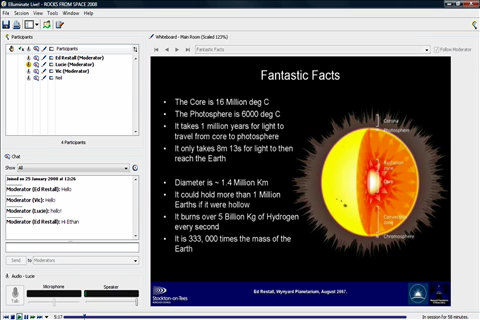 Elluminate Live! - ROCKS FROM SPACE 2008
File Session View Tools Window Help
Participants
Participants
Ed Restall (Moderator)
Lucie (Moderator)
Vic (Moderator)
Neil
4 Participants
Chat
Show All
Joined on 25 January 2008 at 12:26
Moderator (Ed Restall): Hello
Moderator (Vic): Hello
Moderator (Lucie): hello!
Moderator (Ed Restall): Hi Ethan
Send to Moderators
Audio - Lucie
Microphone Speaker
Talk
Whiteboard - Main Room (Scaled 123%)
Fantastic Facts
Follow Moderator
Fantastic Facts
• The Core is 16 Million deg C
• The Photosphere is 6000 deg C
• It takes 1 million years for light to
travel from core to photosphere
• It only takes 8m 13s for light to then
reach the Earth
• Diameter is ~ 1.4 Million Km
• It could hold more than 1 Million
Earths if it were hollow
• It burns over 5 Billion Kg of Hydrogen
every second
• It is 333, 000 times the mass of the
Earth
Corona
Photosphere
Radiation
zone
Core
Convection
zone
Chromosphere
Stockton-on-Tees
Ed Restall, Wynyard Planetarium, August 2007.
5:17
In session for 58 minutes.